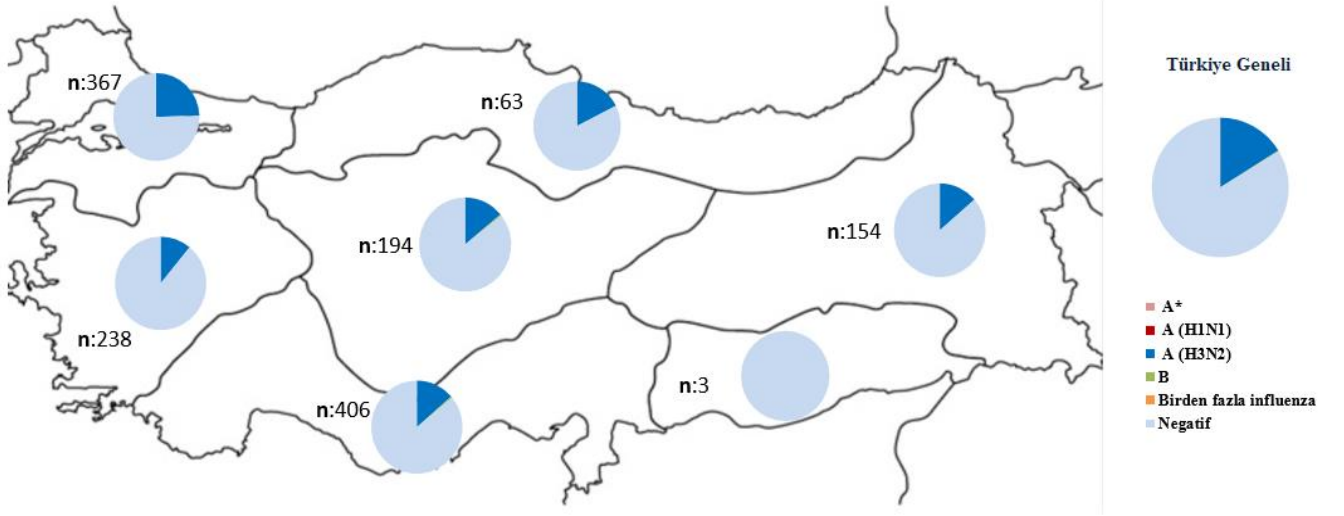 n:367
n:63
n:194
n:154
n:238
n:406
n:3
Türkiye Geneli
A*
A (H1N1)
A (H3N2)
B
Birden fazla influenza
Negatif